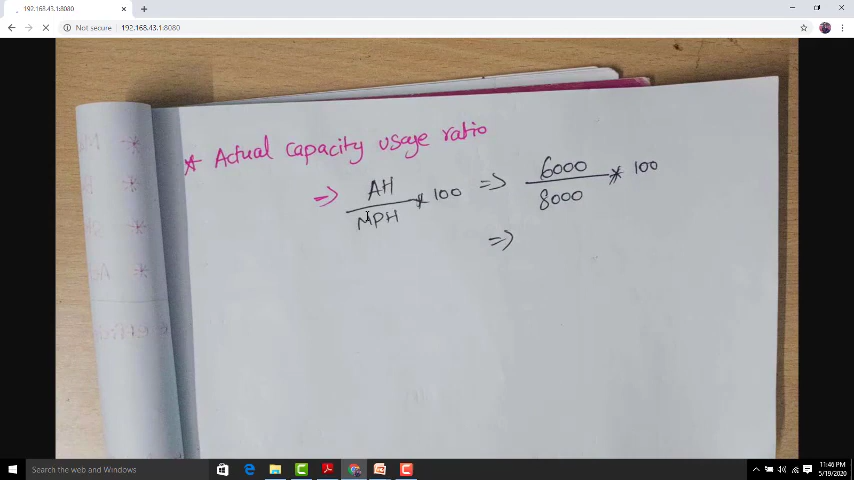 192.168.43.1:8080
Not secure 192.168.43.1:8080
* Actual capacity usage ratio
=> AH / MPH * 100 => 6000 / 8000 * 100
=>
Search the Web and Windows
11:46 PM
5/19/2020